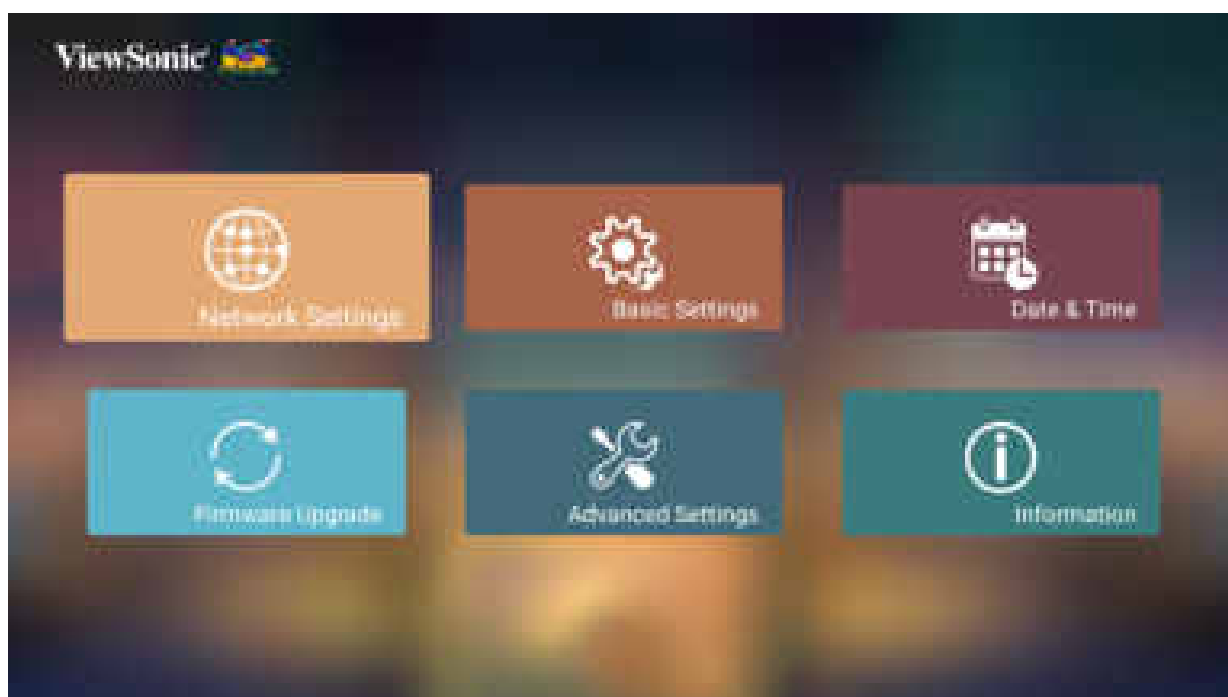 ViewSonic
Network Settings
Basic Settings
Date & Time
Firmware Upgrade
Advanced Settings
Information